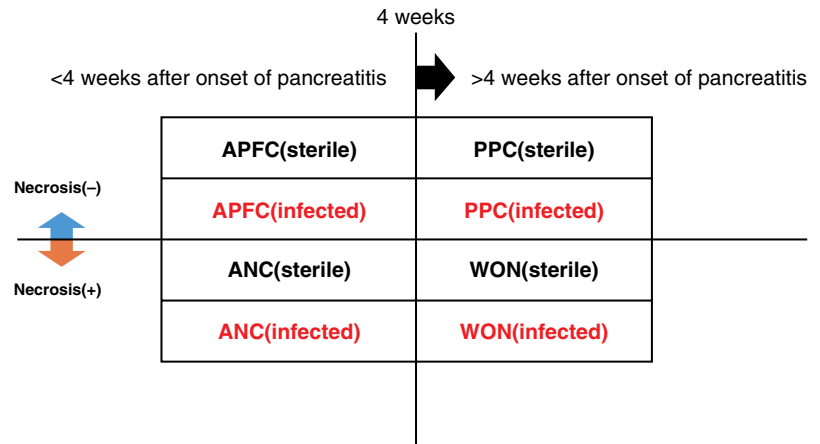 4 weeks
<4 weeks after onset of pancreatitis
>4 weeks after onset of pancreatitis
APFC(sterile)
PPC(sterile)
Necrosis(–)
APFC(infected)
PPC(infected)
ANC(sterile)
WON(sterile)
Necrosis(+)
ANC(infected)
WON(infected)